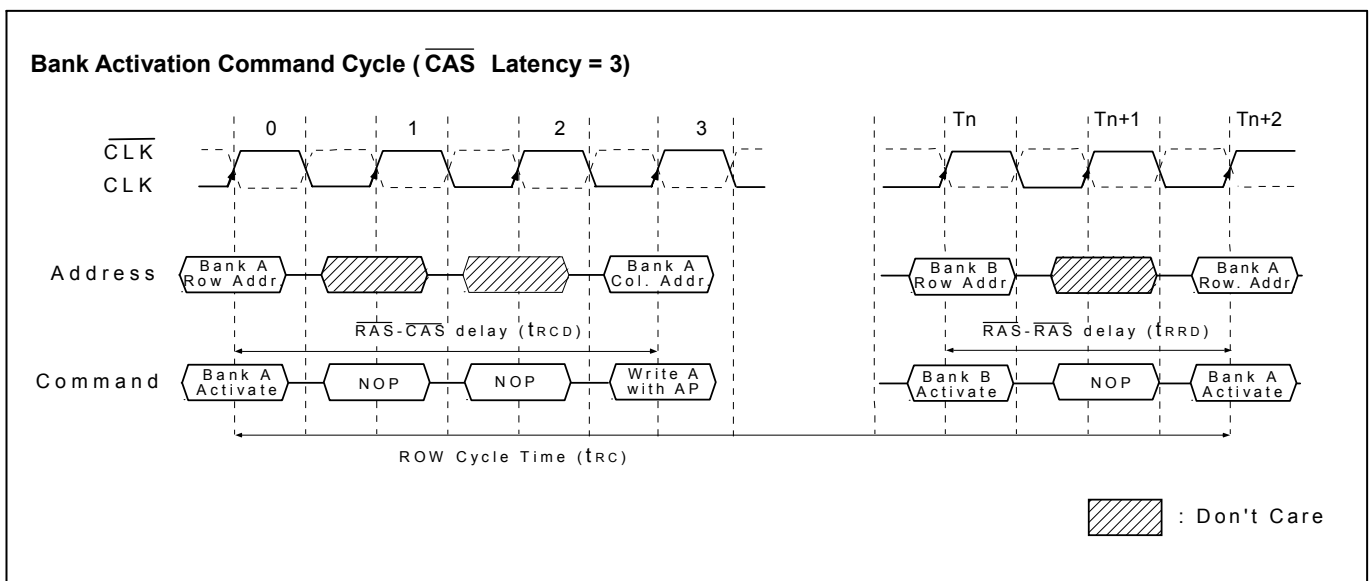 Bank Activation Command Cycle ( CAS Latency = 3)
0 1 2 3 Tn Tn+1 Tn+2
CLK
CLK
Address
Bank A
Row Addr
Bank A
Col. Addr.
Bank B
Row Addr
Bank A
Row. Addr
RAS-CAS delay (tRCD)
RAS-RAS delay (tRRD)
Command
Bank A
Activate
NOP
NOP
Write A
with AP
Bank B
Activate
NOP
Bank A
Activate
ROW Cycle Time (tRC)
: Don't Care